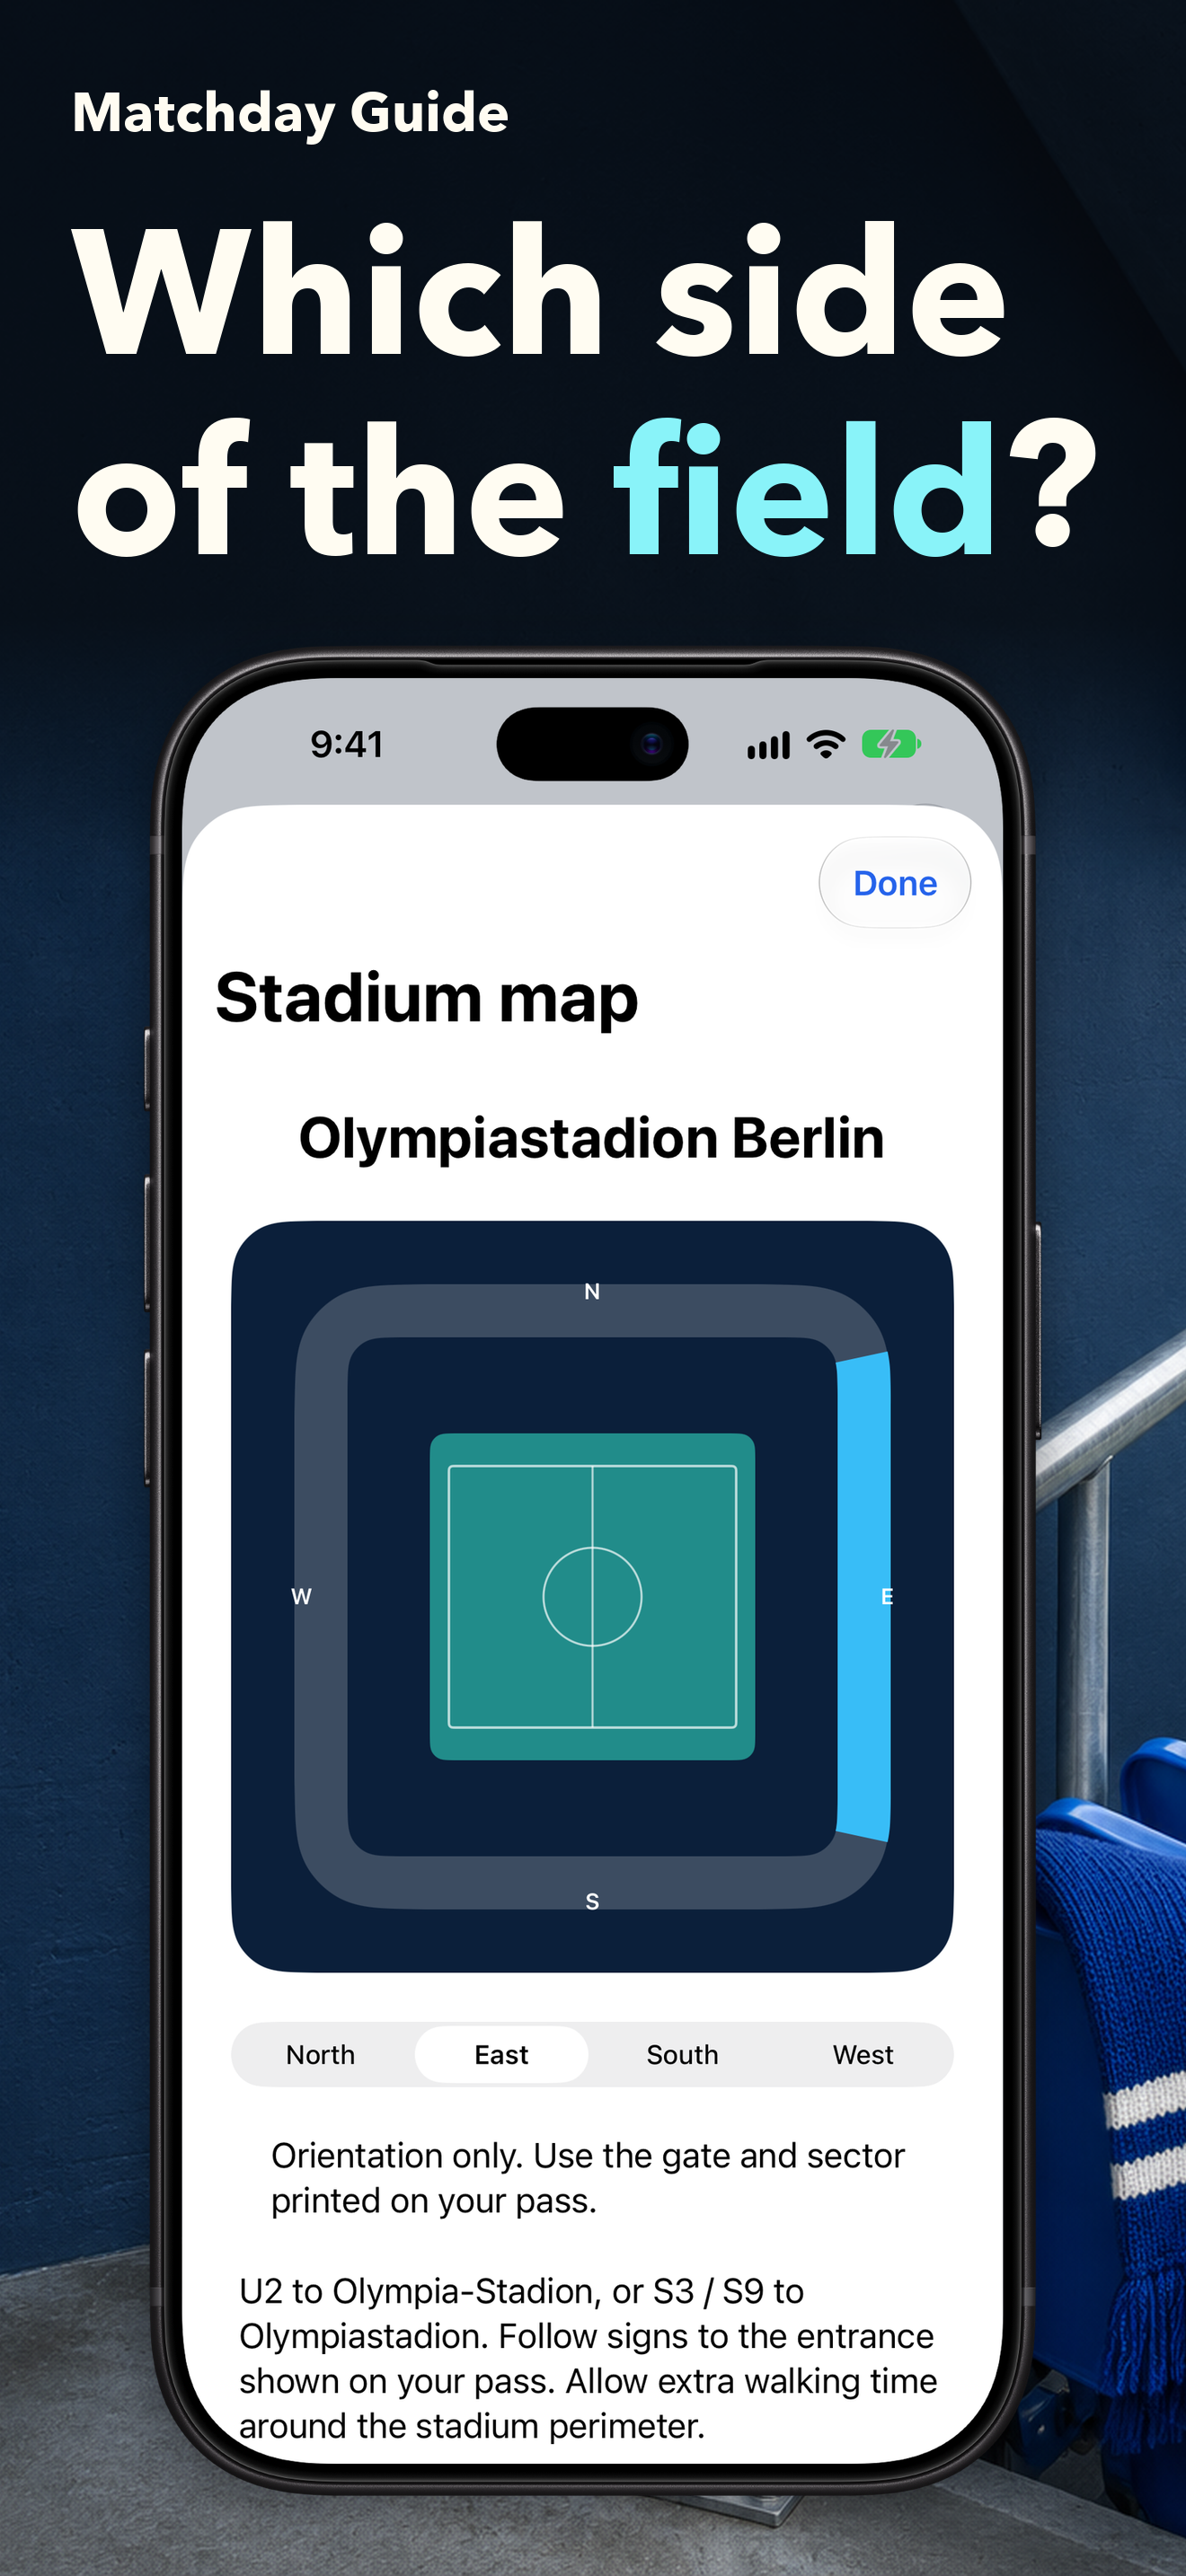 Matchday Guide
Which side
of the field?
9:41
Done
Stadium map
Olympiastadion Berlin
N
W
E
S
North
East
South
West
Orientation only. Use the gate and sector
printed on your pass.
U2 to Olympia-Stadion, or S3 / S9 to
Olympiastadion. Follow signs to the entrance
shown on your pass. Allow extra walking time
around the stadium perimeter.